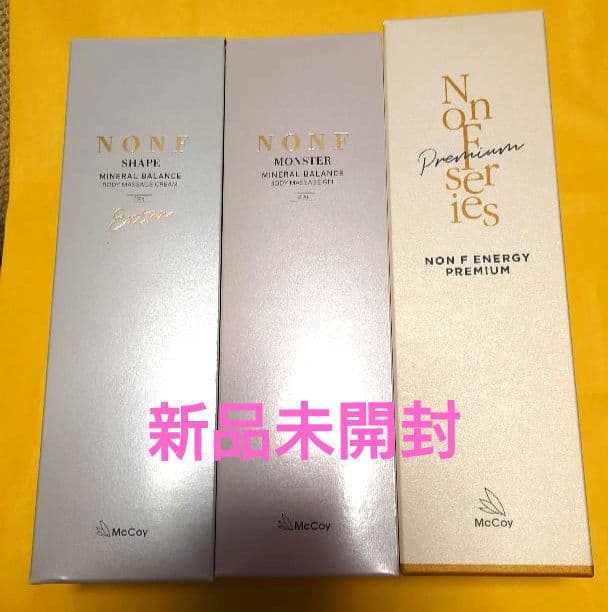 NONF
SHAPE
MINERAL BALANCE
BODY MASSAGE CREAM
Extra
NONF
MONSTER
MINERAL BALANCE
BODY MASSAGE GEL
Non F series
Premium
NON F ENERGY
PREMIUM
新品未開封
McCoy
McCoy
McCoy